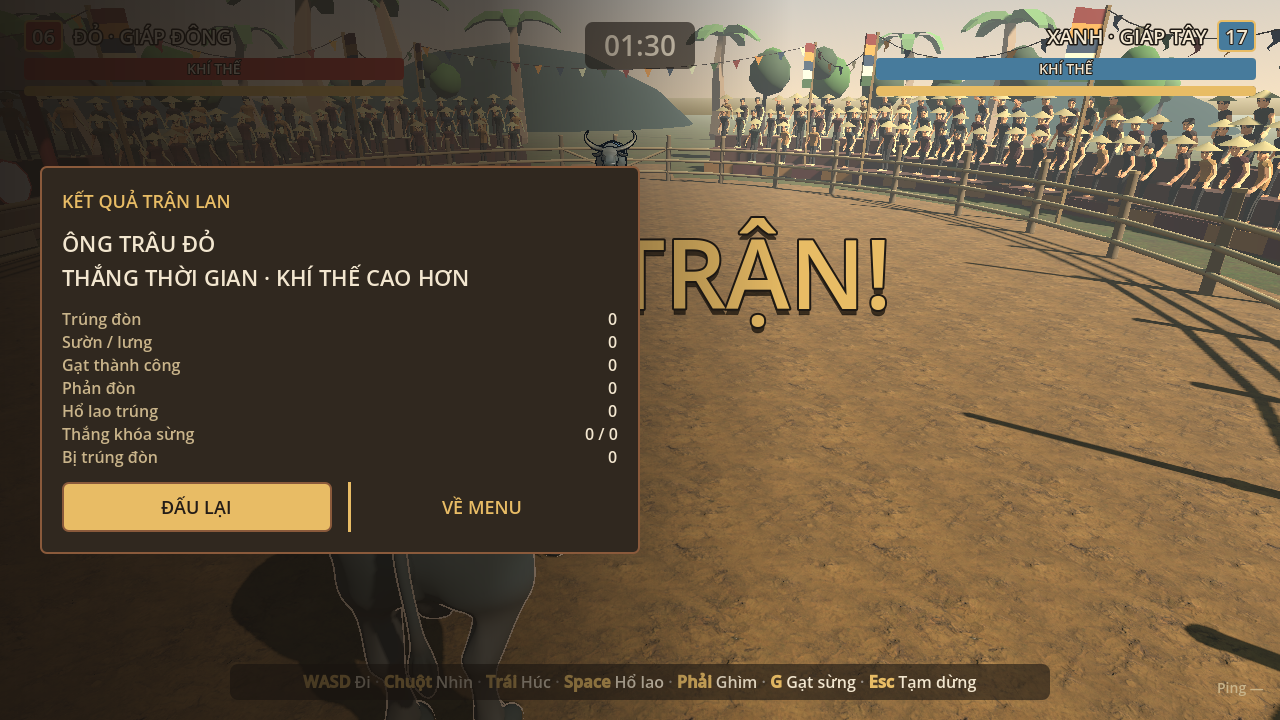 06 ĐỎ · GIÁP ĐÔNG
KHÍ THẾ
01:30
XANH · GIÁP TÂY 17
KHÍ THẾ
TRẬN!
KẾT QUẢ TRẬN LAN
ÔNG TRÂU ĐỎ
THẮNG THỜI GIAN · KHÍ THẾ CAO HƠN
Trúng đòn 0
Sườn / lưng 0
Gạt thành công 0
Phản đòn 0
Hổ lao trúng 0
Thắng khóa sừng 0 / 0
Bị trúng đòn 0
ĐẤU LẠI
VỀ MENU
WASD Đi · Chuột Nhìn · Trái Húc · Space Hổ lao · Phải Ghìm · G Gạt sừng · Esc Tạm dừng
Ping —